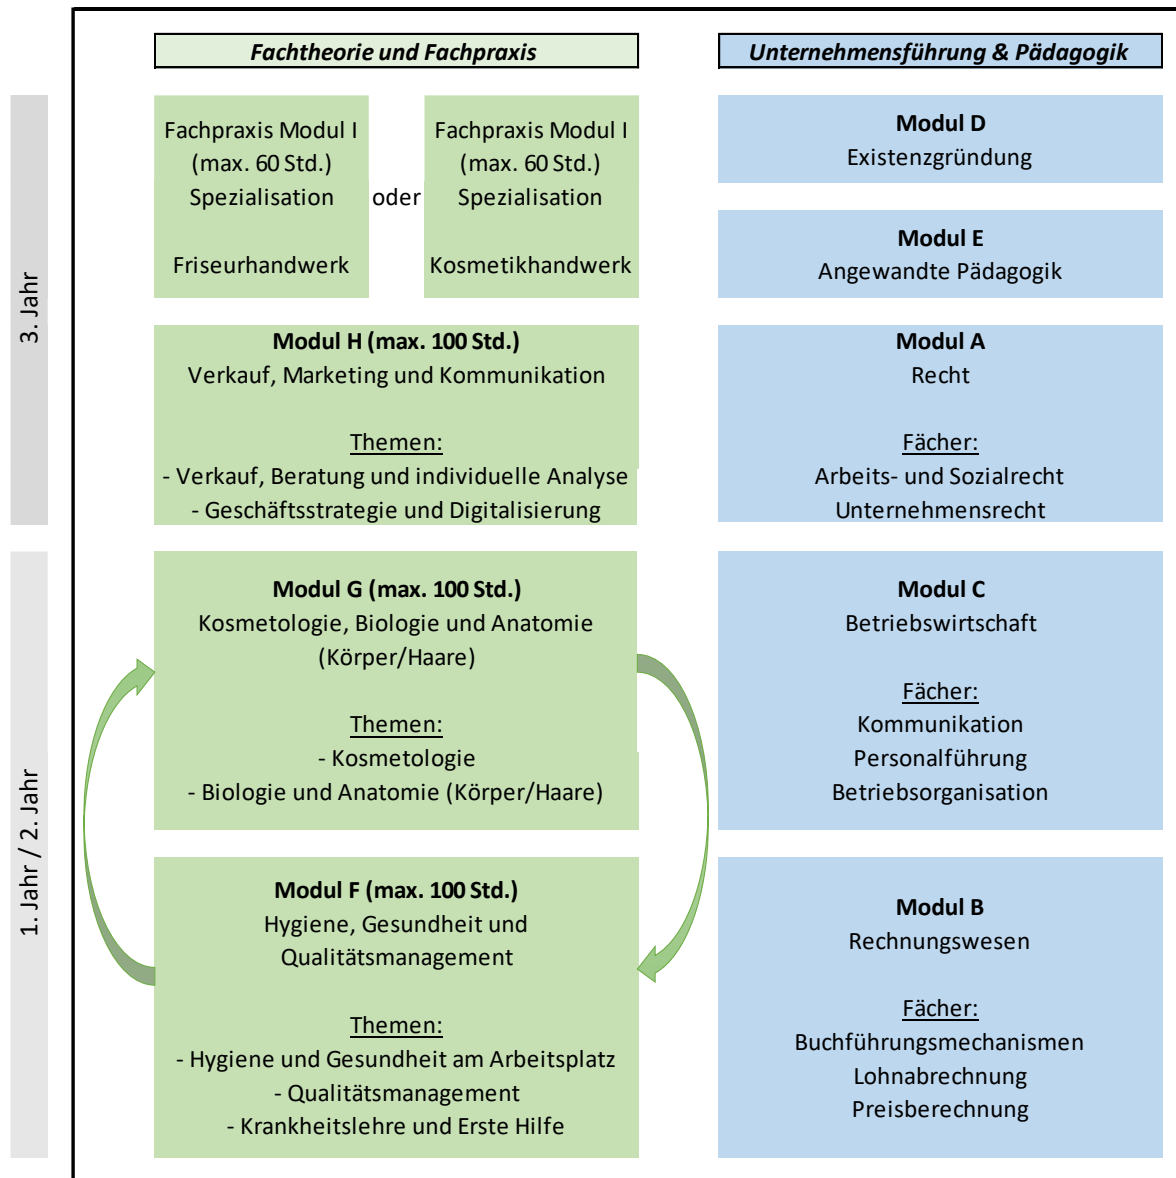 Fachtheorie und Fachpraxis
Unternehmensführung & Pädagogik
3. Jahr
Fachpraxis Modul I
(max. 60 Std.)
Spezialisation
Friseurhandwerk
oder
Fachpraxis Modul I
(max. 60 Std.)
Spezialisation
Kosmetikhandwerk
Modul D
Existenzgründung
Modul E
Angewandte Pädagogik
Modul H (max. 100 Std.)
Verkauf, Marketing und Kommunikation
Themen:
- Verkauf, Beratung und individuelle Analyse
- Geschäftsstrategie und Digitalisierung
Modul A
Recht
Fächer:
Arbeits- und Sozialrecht
Unternehmensrecht
1. Jahr / 2. Jahr
Modul G (max. 100 Std.)
Kosmetologie, Biologie und Anatomie
(Körper/Haare)
Themen:
- Kosmetologie
- Biologie und Anatomie (Körper/Haare)
Modul C
Betriebswirtschaft
Fächer:
Kommunikation
Personalführung
Betriebsorganisation
Modul F (max. 100 Std.)
Hygiene, Gesundheit und
Qualitätsmanagement
Themen:
- Hygiene und Gesundheit am Arbeitsplatz
- Qualitätsmanagement
- Krankheitslehre und Erste Hilfe
Modul B
Rechnungswesen
Fächer:
Buchführungsmechanismen
Lohnabrechnung
Preisberechnung